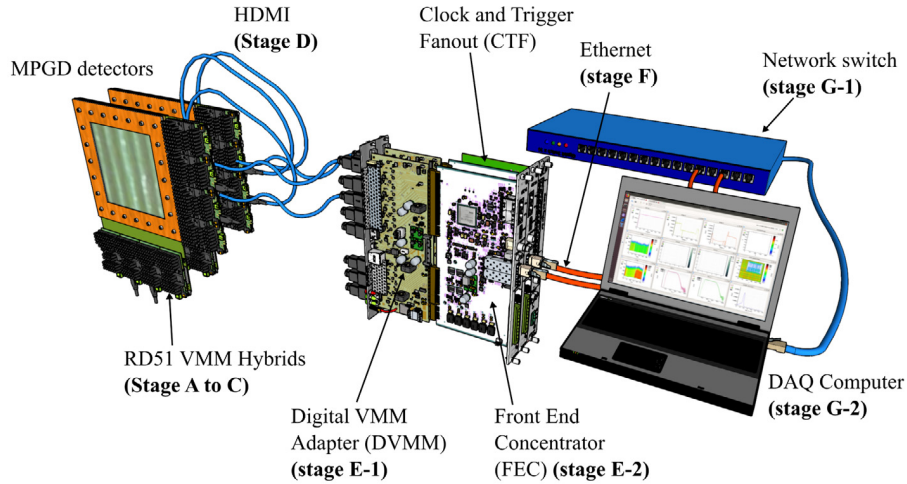 HDMI
(Stage D)
Clock and Trigger
Fanout (CTF)
Ethernet
(stage F)
Network switch
(stage G-1)
MPGD detectors
RD51 VMM Hybrids
(Stage A to C)
Digital VMM
Adapter (DVMM)
(stage E-1)
Front End
Concentrator
(FEC) (stage E-2)
DAQ Computer
(stage G-2)